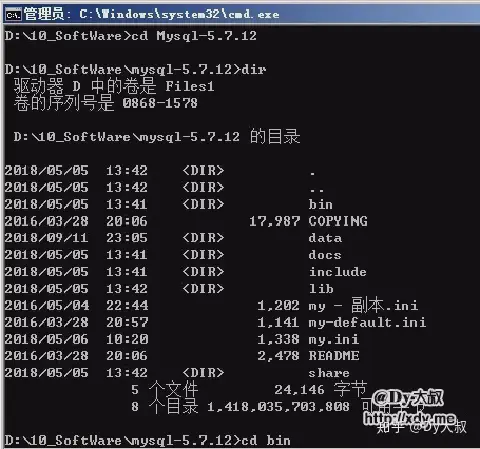 管理员: C:\Windows\system32\cmd.exe
D:\10_SoftWare>cd Mysql-5.7.12
D:\10_SoftWare\mysql-5.7.12>dir
驱动器 D 中的卷是 Files1
卷的序列号是 0868-1578
D:\10_SoftWare\mysql-5.7.12 的目录
2018/05/05  13:42    <DIR>          .
2018/05/05  13:42    <DIR>          ..
2018/05/05  13:41    <DIR>          bin
2016/03/28  20:06            17,987 COPYING
2018/09/11  23:05    <DIR>          data
2018/05/05  13:41    <DIR>          docs
2018/05/05  13:41    <DIR>          include
2018/05/05  13:42    <DIR>          lib
2016/05/04  22:44             1,202 my - 副本.ini
2016/03/28  20:57             1,141 my-default.ini
2018/05/06  10:20             1,338 my.ini
2016/03/28  20:06             2,478 README
2018/05/05  13:42    <DIR>          share
5 个文件         24,146 字节
8 个目录 1,418,035,703,808 可用字节
@Dy大叔
http://xdy.me
D:\10_SoftWare\mysql-5.7.12>cd bin
知乎 @Dy大叔